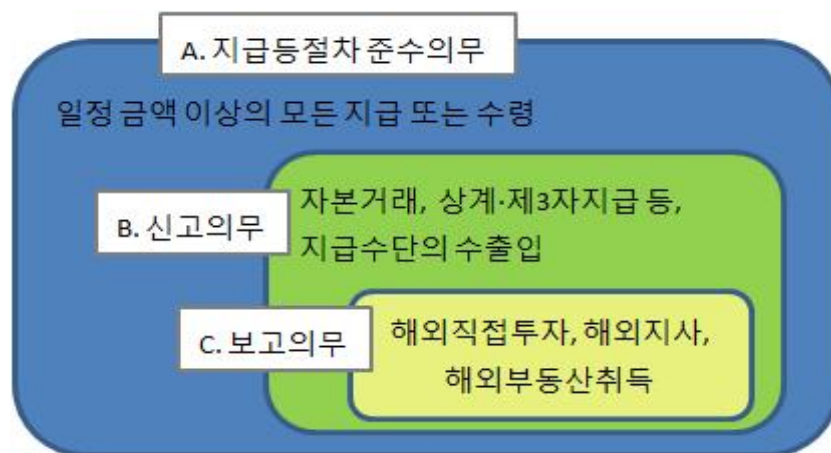 A. 지급등절차 준수의무
일정 금액 이상의 모든 지급 또는 수령
자본거래, 상계·제3자지급 등,
B. 신고의무
지급수단의 수출입
해외직접투자, 해외지사,
C. 보고의무
해외부동산취득